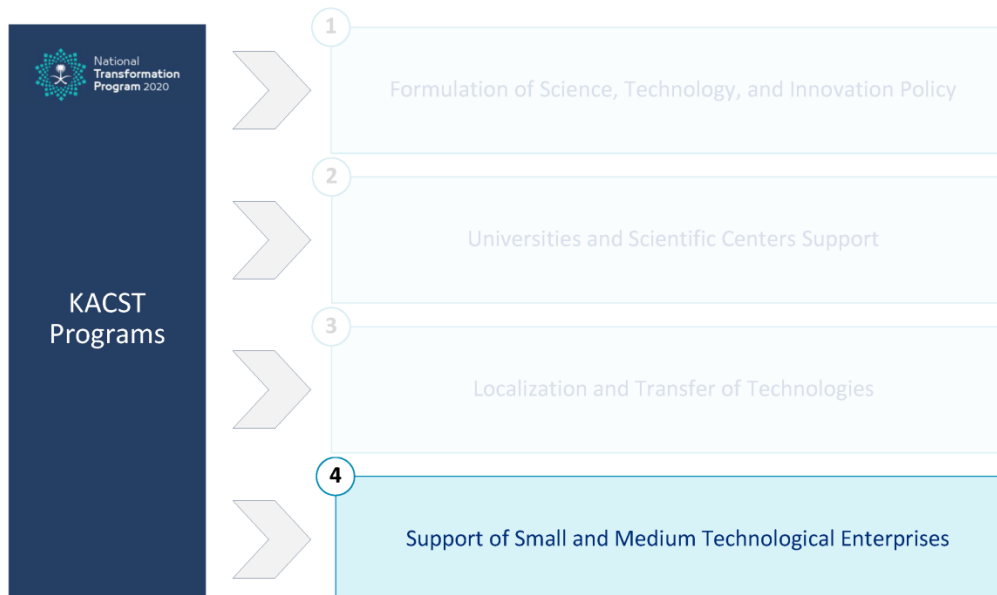 National
Transformation
Program 2020
KACST
Programs
1
Formulation of Science, Technology, and Innovation Policy
2
Universities and Scientific Centers Support
3
Localization and Transfer of Technologies
4
Support of Small and Medium Technological Enterprises